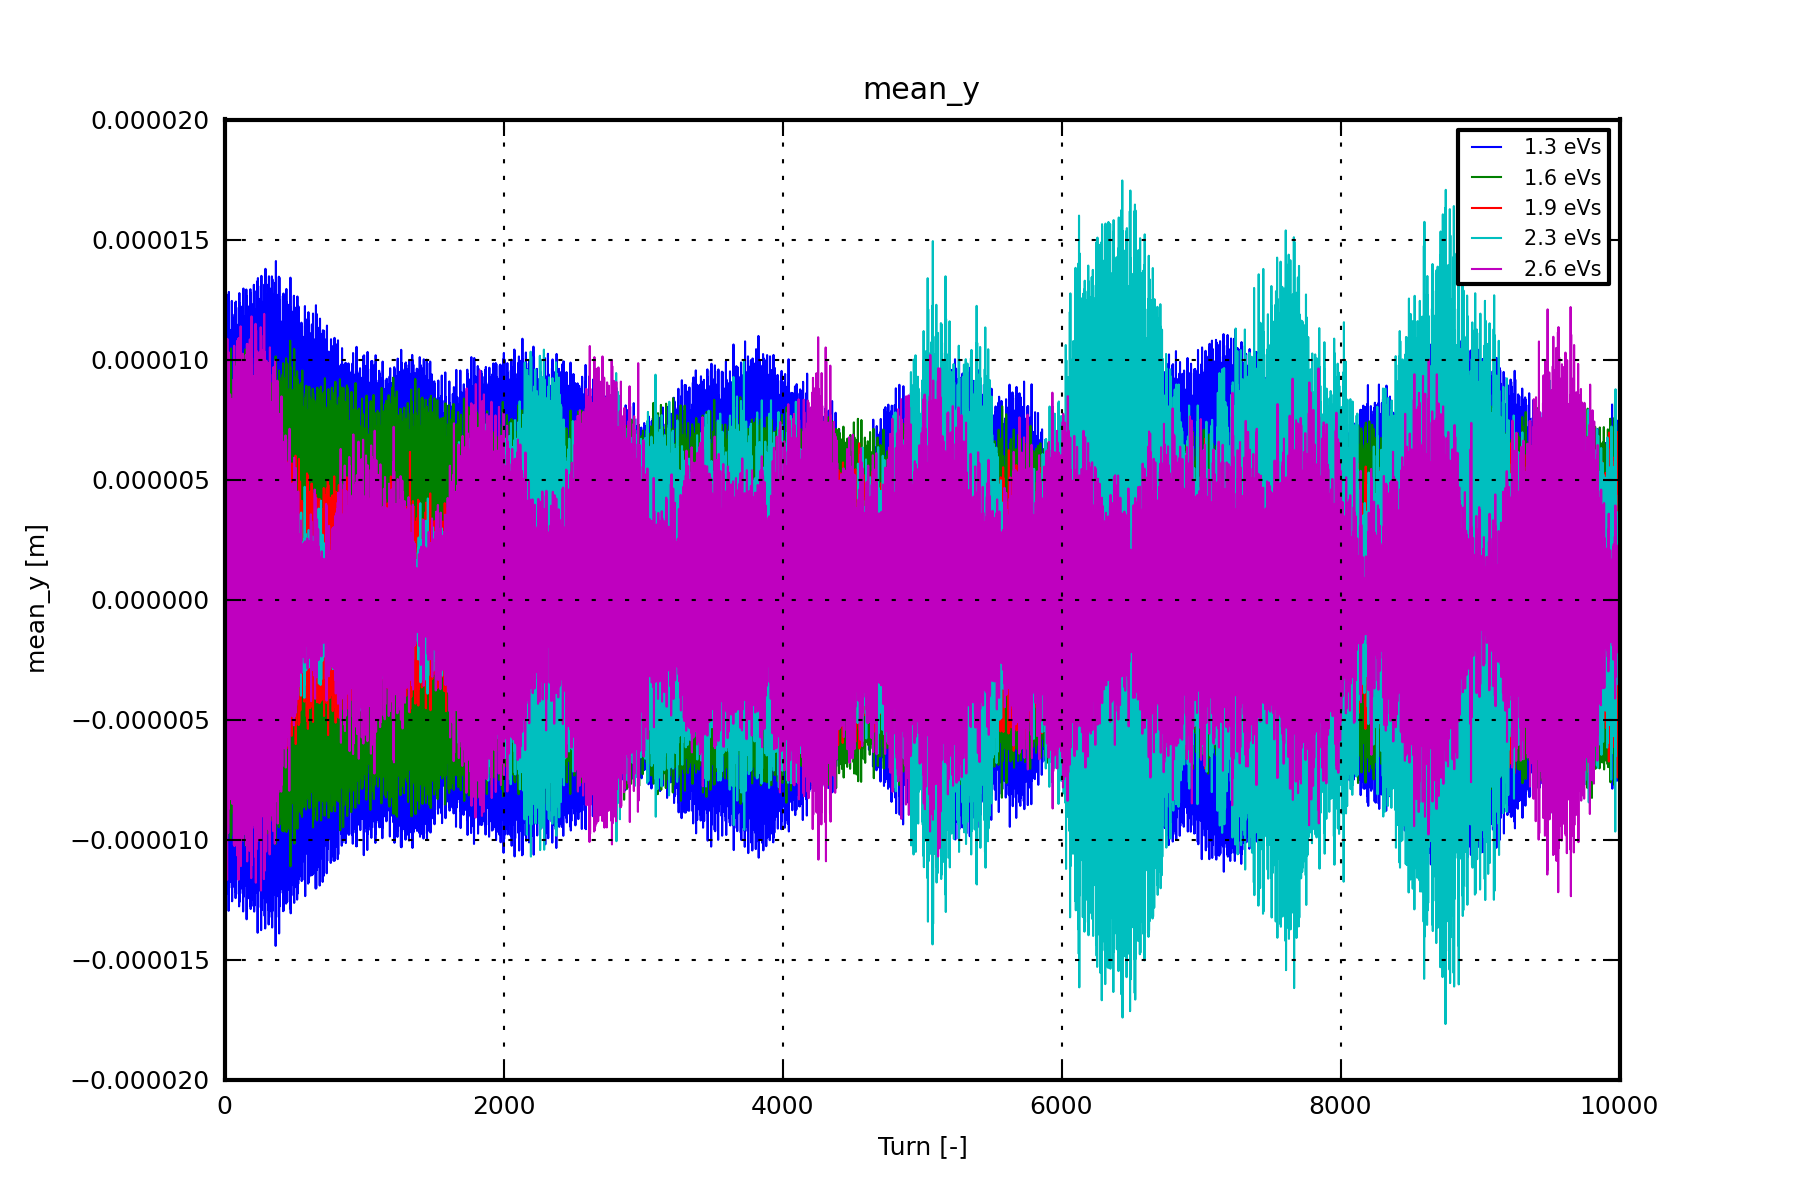 mean_y
0.000020
0.000015
0.000010
0.000005
0.000000
−0.000005
−0.000010
−0.000015
−0.000020
mean_y [m]
1.3 eVs
1.6 eVs
1.9 eVs
2.3 eVs
2.6 eVs
0 2000 4000 6000 8000 10000
Turn [-]